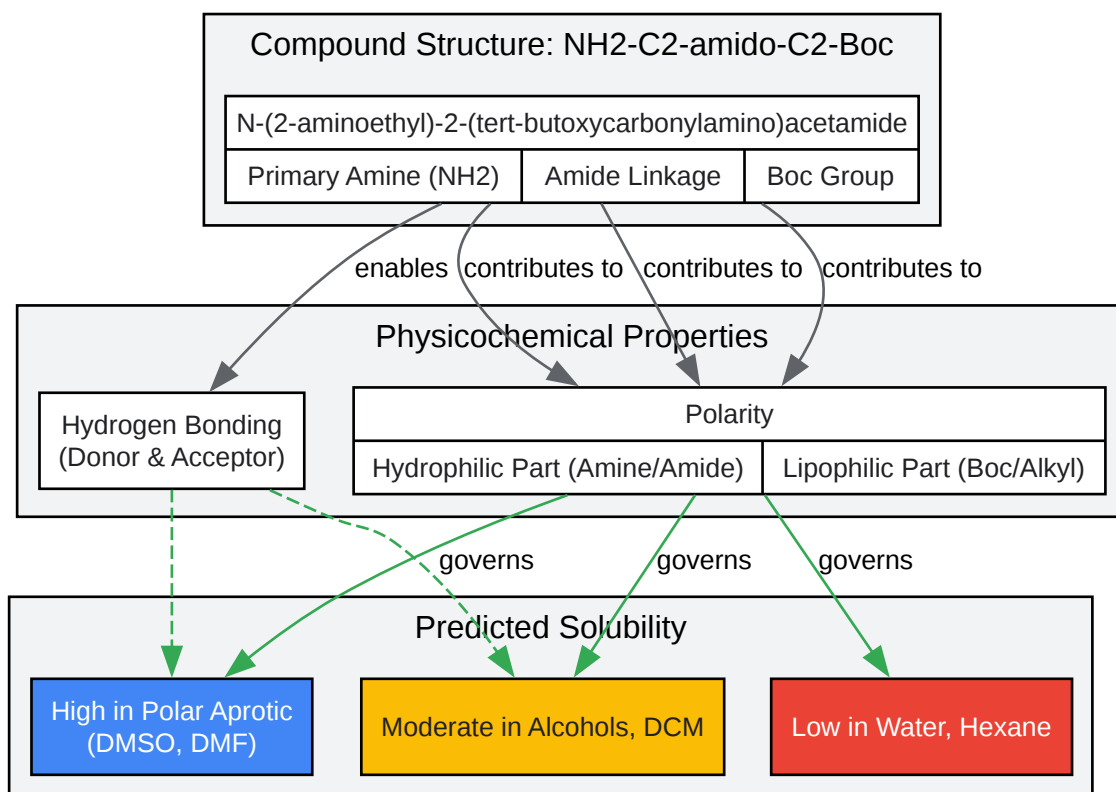 Compound Structure: NH2-C2-amido-C2-Boc
N-(2-aminoethyl)-2-(tert-butoxycarbonylamino)acetamide
Primary Amine (NH2)
Amide Linkage
Boc Group
enables
contributes to
contributes to
contributes to
Physicochemical Properties
Hydrogen Bonding
(Donor & Acceptor)
Polarity
Hydrophilic Part (Amine/Amide)
Lipophilic Part (Boc/Alkyl)
governs
governs
governs
Predicted Solubility
High in Polar Aprotic
(DMSO, DMF)
Moderate in Alcohols, DCM
Low in Water, Hexane